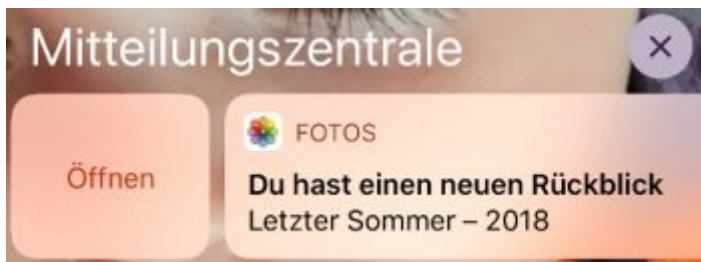 Mitteilungszentrale
FOTOS
Öffnen
Du hast einen neuen Rückblick
Letzter Sommer – 2018